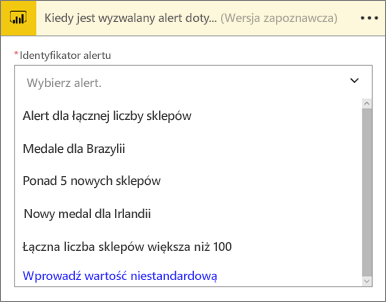 Kiedy jest wyzwalany alert doty... (Wersja zapoznawcza)
*Identyfikator alertu
Wybierz alert.
Alert dla łącznej liczby sklepów
Medale dla Brazylii
Ponad 5 nowych sklepów
Nowy medal dla Irlandii
Łączna liczba sklepów większa niż 100
Wprowadź wartość niestandardową